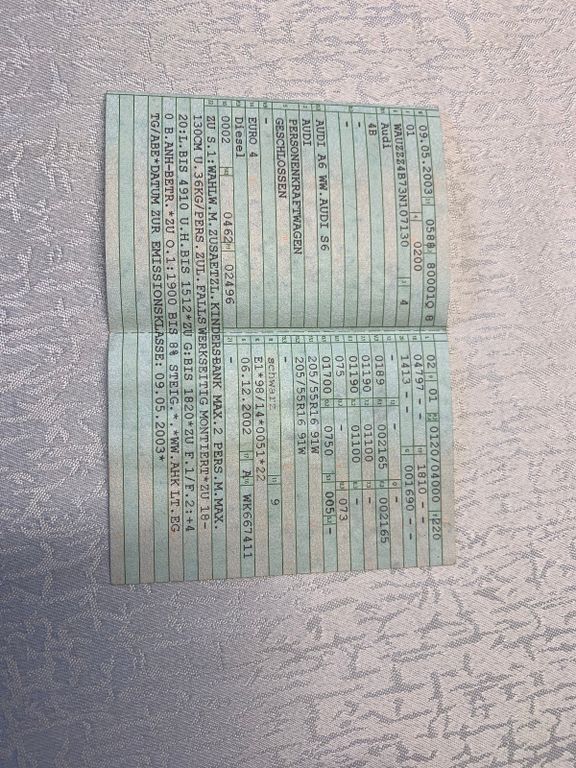 09.05.2003 0588 800010 8
01 0200
WAUZZZ4B73N107130 4
Audi
4B
-
-
AUDI A6 WW.AUDI S6
AUDI
PERSONENKRAFTWAGEN
GESCHLOSSEN
-
EURO 4
Diesel
0002 0462 02496
02 01 0120/04000 220
04797 1810 - -
1413 - 001690 -
- -
0189 002165 002165
01190 01100 -
01190 01100 -
075 - 073
01700 0750 005 -
205/55R16 91W
205/55R16 91W
-
schwarz 9
E1*98/14*0051*22
06.12.2002 A WK667411
-
ZU S.1:WAHLW.M.ZUSAETZL.KINDERSBANK MAX.2 PERS.M.MAX.
130CM U.36KG/PERS.ZUL.FALLS WERKSEITIG MONTIERT*ZU 18-
20:L.BIS 4910 U.H.BIS 1512*ZU G:BIS 1820*ZU F.1/F.2:+4
0 B.ANH-BETR.*ZU O.1:1900 BIS 8% STEIG.* *WW.AHK LT.EG
TG/ABE*DATUM ZUR EMISSIONSKLASSE: 09.05.2003*